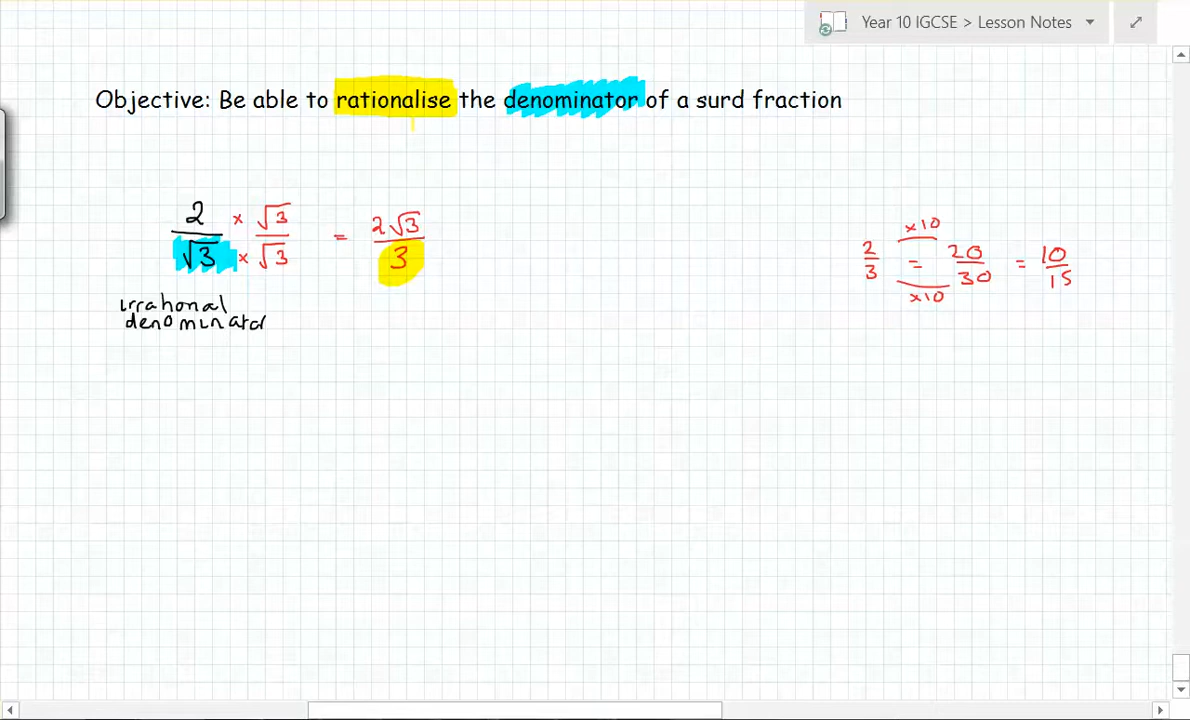 Year 10 IGCSE > Lesson Notes
Objective: Be able to rationalise the denominator of a surd fraction
2/√3 × √3/× √3 = 2√3/3
irrational
denominator
×10
2/3 = 20/30 = 10/15
×10